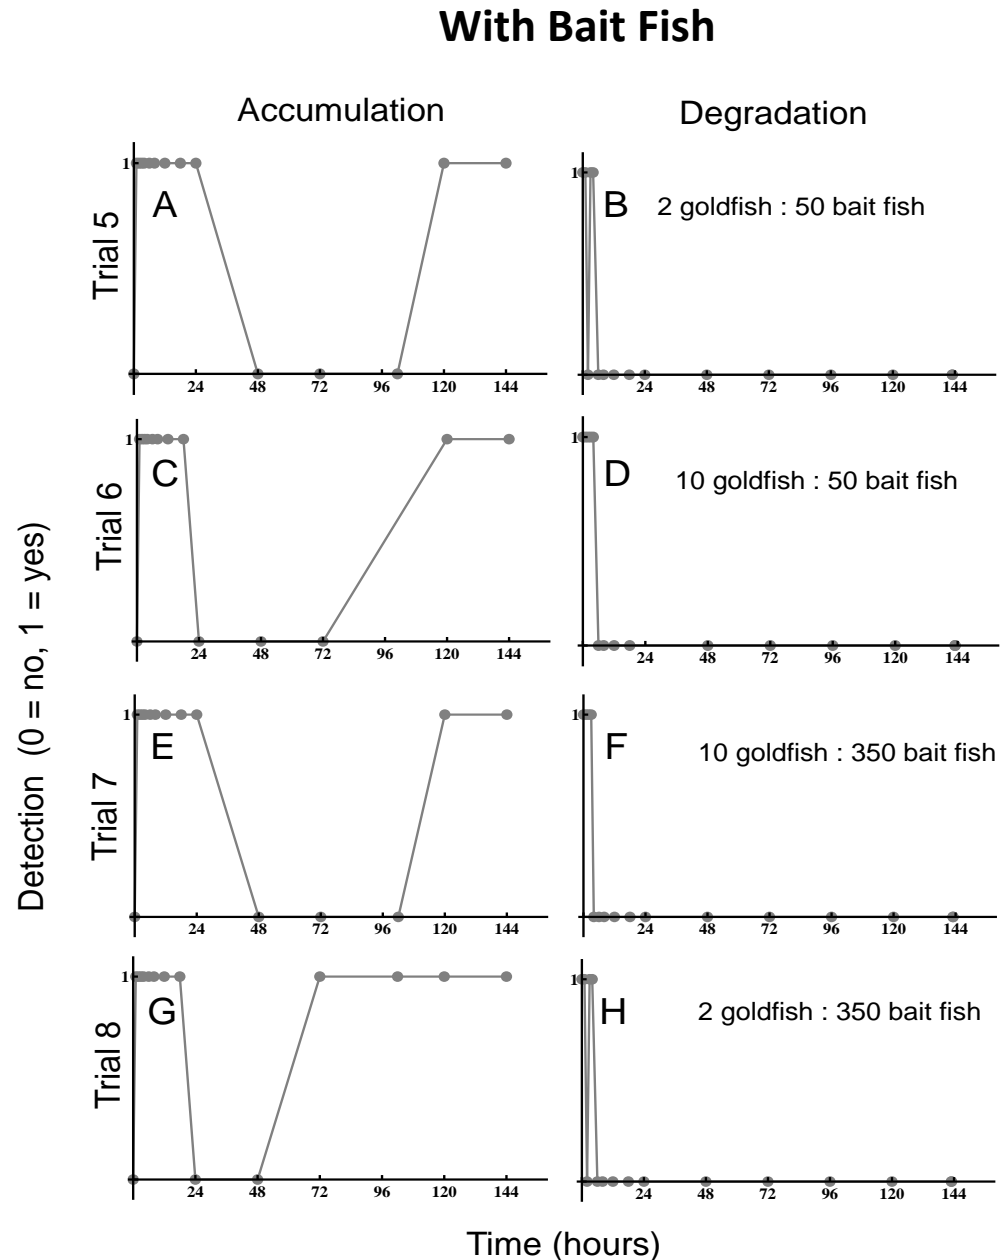 With Bait Fish
Accumulation
Degradation
Detection (0 = no, 1 = yes)
Trial 5
1
A
24 48 72 96 120 144
1
B 2 goldfish : 50 bait fish
24 48 72 96 120 144
Trial 6
1
C
24 48 72 96 120 144
1
D 10 goldfish : 50 bait fish
24 48 72 96 120 144
Trial 7
1
E
24 48 72 96 120 144
1
F 10 goldfish : 350 bait fish
24 48 72 96 120 144
Trial 8
1
G
24 48 72 96 120 144
1
H 2 goldfish : 350 bait fish
24 48 72 96 120 144
Time (hours)